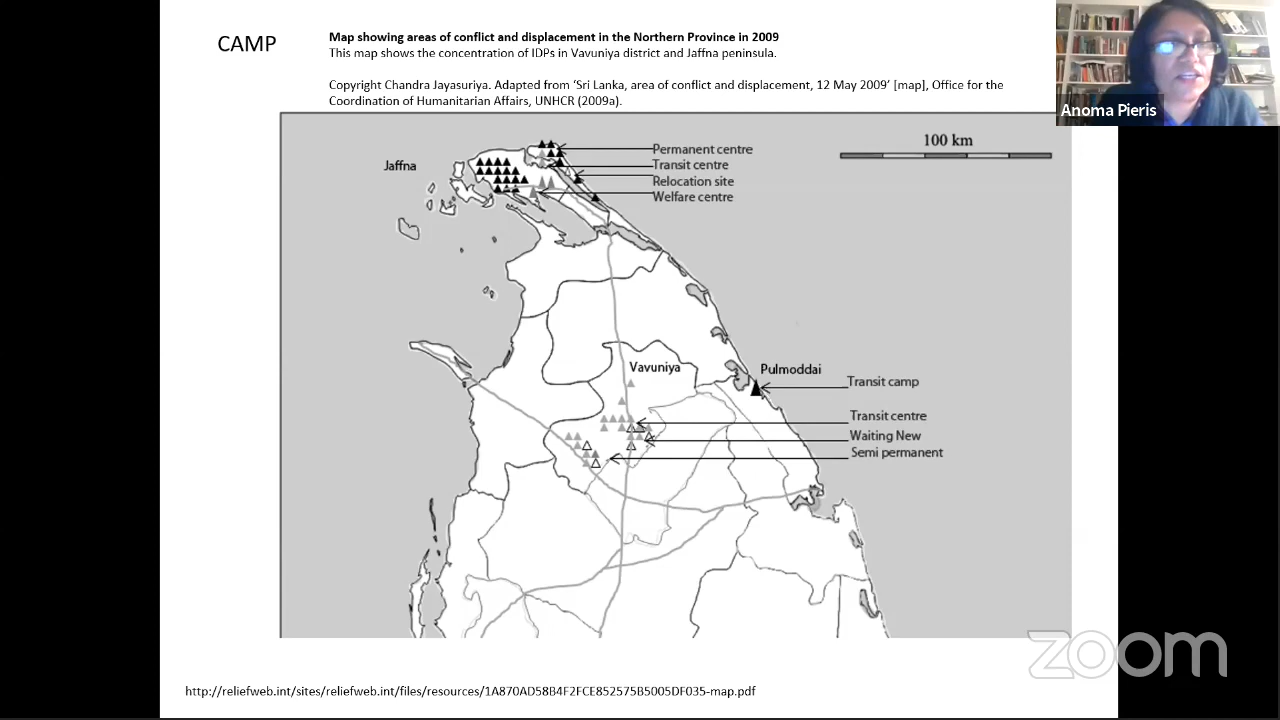 CAMP
Map showing areas of conflict and displacement in the Northern Province in 2009
This map shows the concentration of IDPs in Vavuniya district and Jaffna peninsula.
Copyright Chandra Jayasuriya. Adapted from 'Sri Lanka, area of conflict and displacement, 12 May 2009' [map], Office for the
Coordination of Humanitarian Affairs, UNHCR (2009a).
Anoma Pieris
100 km
Jaffna
Permanent centre
Transit centre
Relocation site
Welfare centre
Vavuniya
Pulmoddai
Transit camp
Transit centre
Waiting New
Semi permanent
zoom
http://reliefweb.int/sites/reliefweb.int/files/resources/1A870AD58B4F2FCE852575B5005DF035-map.pdf